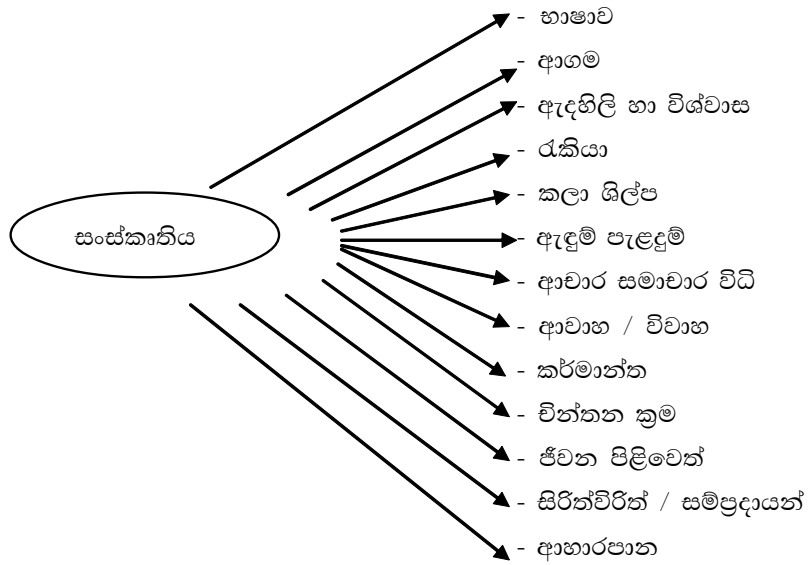 - භාෂාව
- ආගම
- ඇදහිලි හා විශ්වාස
- රැකියා
- කලා ශිල්ප
සංස්කෘතිය
- ඇඳුම් පැළඳුම්
- ආචාර සමාචාර විධි
- ආවාහ / විවාහ
- කර්මාන්ත
- චින්තන ක්‍රම
- ජීවන පිළිවෙත්
- සිරිත්විරිත් / සම්ප්‍රදායන්
- ආහාරපාන